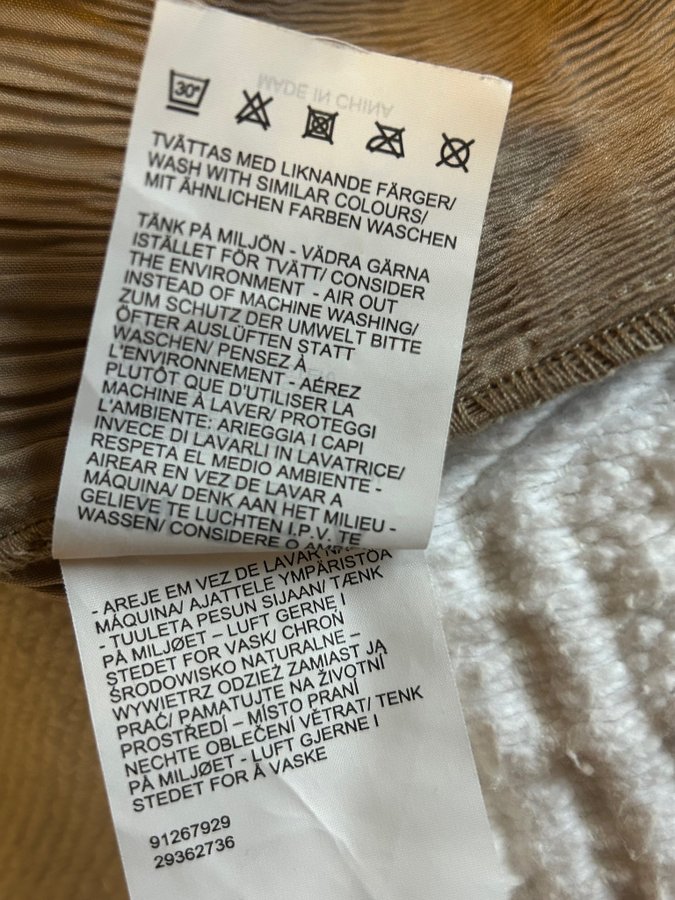 30°
MADE IN CHINA
TVÄTTAS MED LIKNANDE FÄRGER/
WASH WITH SIMILAR COLOURS/
MIT ÄHNLICHEN FARBEN WASCHEN
TÄNK PÅ MILJÖN - VÄDRA GÄRNA
ISTÄLLET FÖR TVÄTT/ CONSIDER
THE ENVIRONMENT - AIR OUT
INSTEAD OF MACHINE WASHING/
ZUM SCHUTZ DER UMWELT BITTE
ÖFTER AUSLÜFTEN STATT
WASCHEN/ PENSEZ À
L'ENVIRONNEMENT - AÉREZ
PLUTÔT QUE D'UTILISER LA
MACHINE À LAVER/ PROTEGGI
L'AMBIENTE: ARIEGGIA I CAPI
INVECE DI LAVARLI IN LAVATRICE/
RESPETA EL MEDIO AMBIENTE -
AIREAR EN VEZ DE LAVAR A
MÁQUINA/ DENK AAN HET MILIEU -
GELIEVE TE LUCHTEN I.P.V. TE
WASSEN/ CONSIDERE O
- AREJE EM VEZ DE LAVAR NA
MÁQUINA/ AJATTELE YMPÄRISTÖÄ
- TUULETA PESUN SIJAAN/ TÆNK
PÅ MILJØET – LUFT GERNE I
STEDET FOR VASK/ CHROŃ
ŚRODOWISKO NATURALNE –
WYWIETRZ ODZIEŻ ZAMIAST JĄ
PRAĆ/ PAMATUJTE NA ŽIVOTNÍ
PROSTŘEDÍ – MÍSTO PRANÍ
NECHTE OBLEČENÍ VĚTRAT/ TENK
PÅ MILJØET - LUFT GJERNE I
STEDET FOR Å VASKE
91267929
29362736